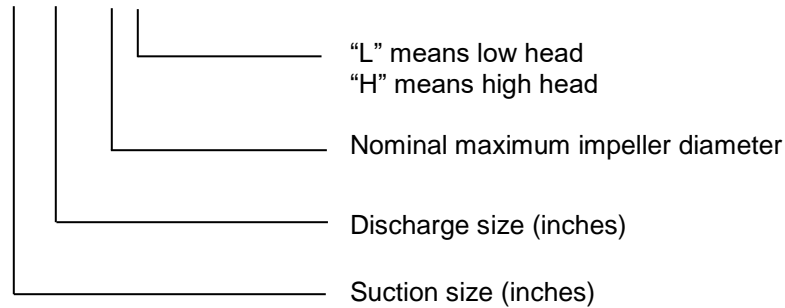 “L” means low head
“H” means high head
Nominal maximum impeller diameter
Discharge size (inches)
Suction size (inches)